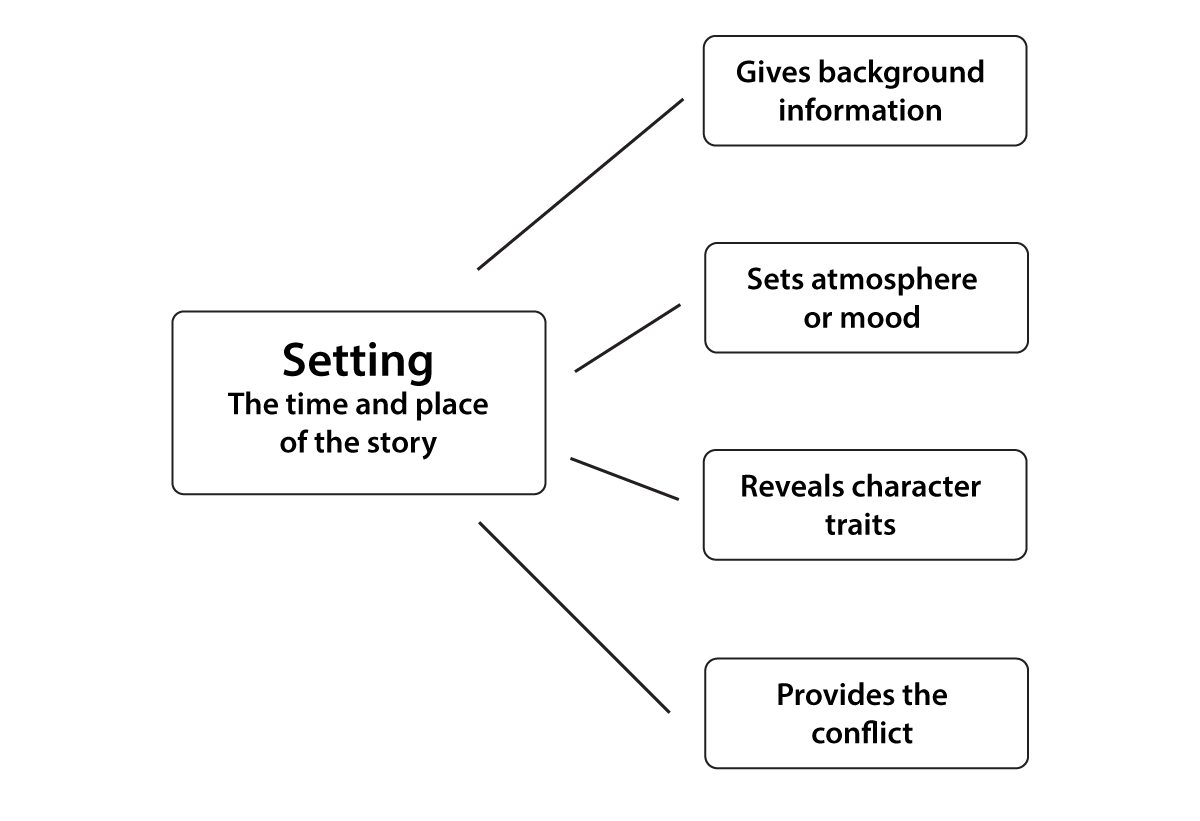 Gives background
information
Sets atmosphere
or mood
Setting
The time and place
of the story
Reveals character
traits
Provides the
conflict